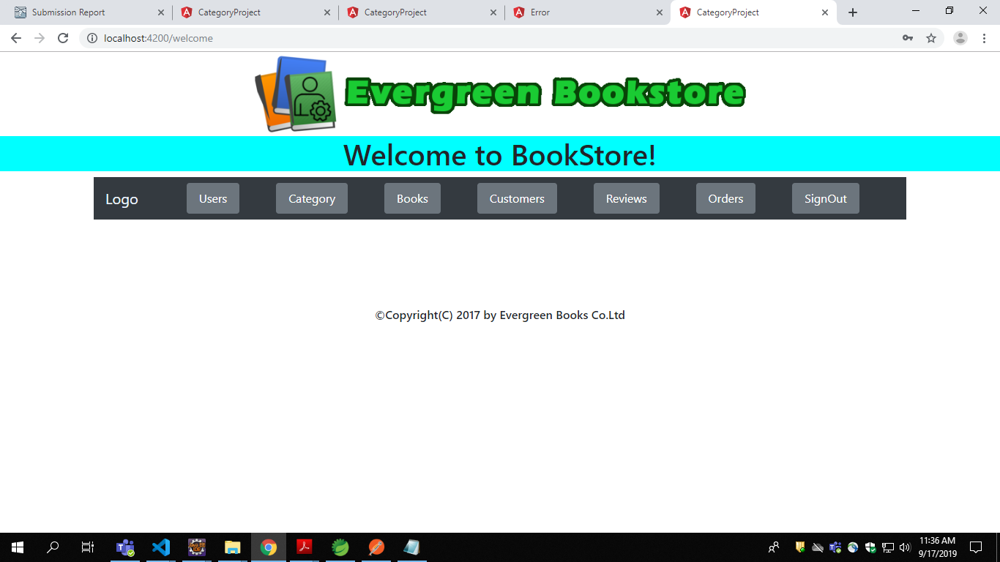 Submission Report
CategoryProject
CategoryProject
Error
CategoryProject
localhost:4200/welcome
Evergreen Bookstore
Welcome to BookStore!
Logo Users Category Books Customers Reviews Orders SignOut
©Copyright(C) 2017 by Evergreen Books Co.Ltd
11:36 AM
9/17/2019